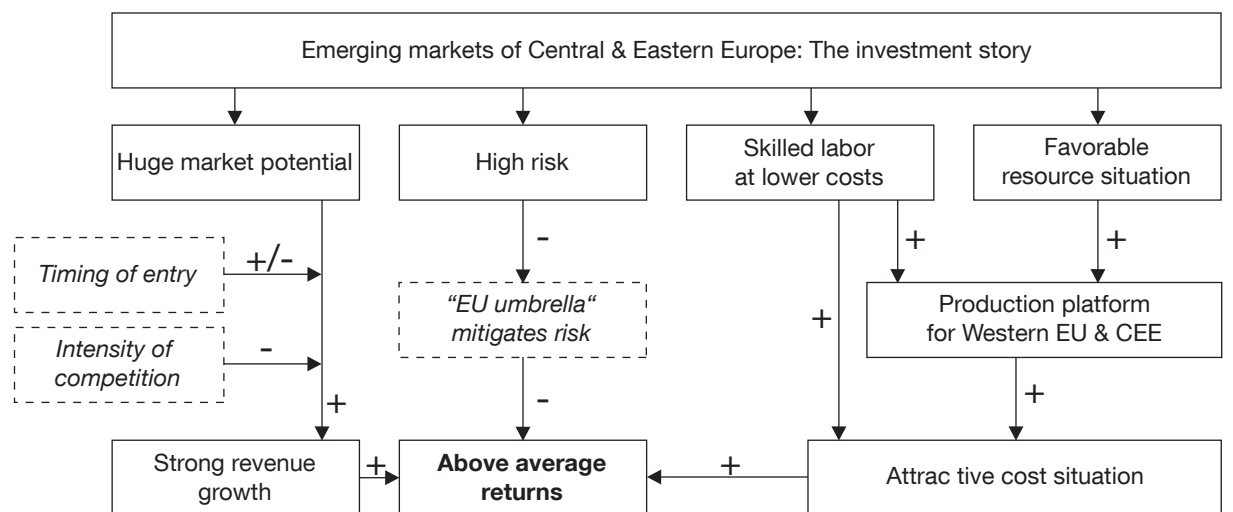 Emerging markets of Central & Eastern Europe: The investment story
Huge market potential
High risk
Skilled labor
at lower costs
Favorable
resource situation
-
+
+
Timing of entry
+/-
“EU umbrella“
mitigates risk
Production platform
for Western EU & CEE
+
Intensity of
competition
-
+
-
+
Strong revenue
growth
+
Above average
returns
+
Attrac tive cost situation